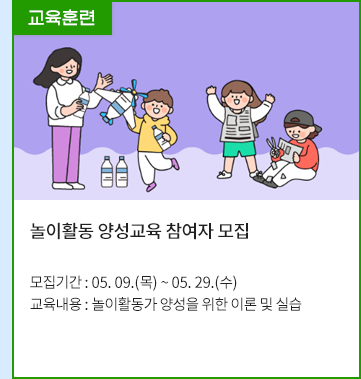 교육훈련
놀이활동 양성교육 참여자 모집
모집기간 : 05. 09.(목) ~ 05. 29.(수)
교육내용 : 놀이활동가 양성을 위한 이론 및 실습